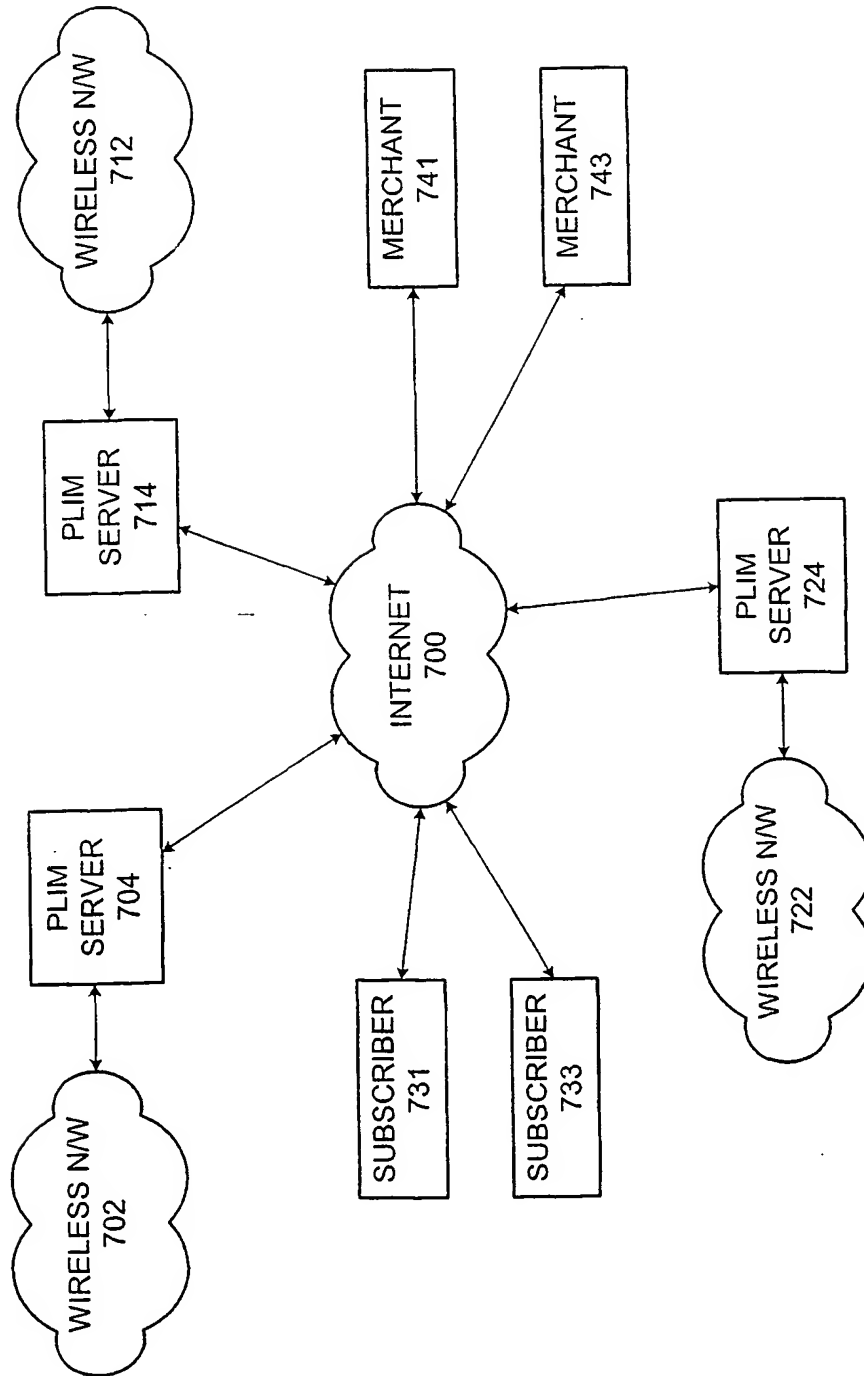 WIRELESS N/W
702
PLIM
SERVER
704
PLIM
SERVER
714
WIRELESS N/W
712
SUBSCRIBER
731
SUBSCRIBER
733
INTERNET
700
MERCHANT
741
MERCHANT
743
WIRELESS N/W
722
PLIM
SERVER
724